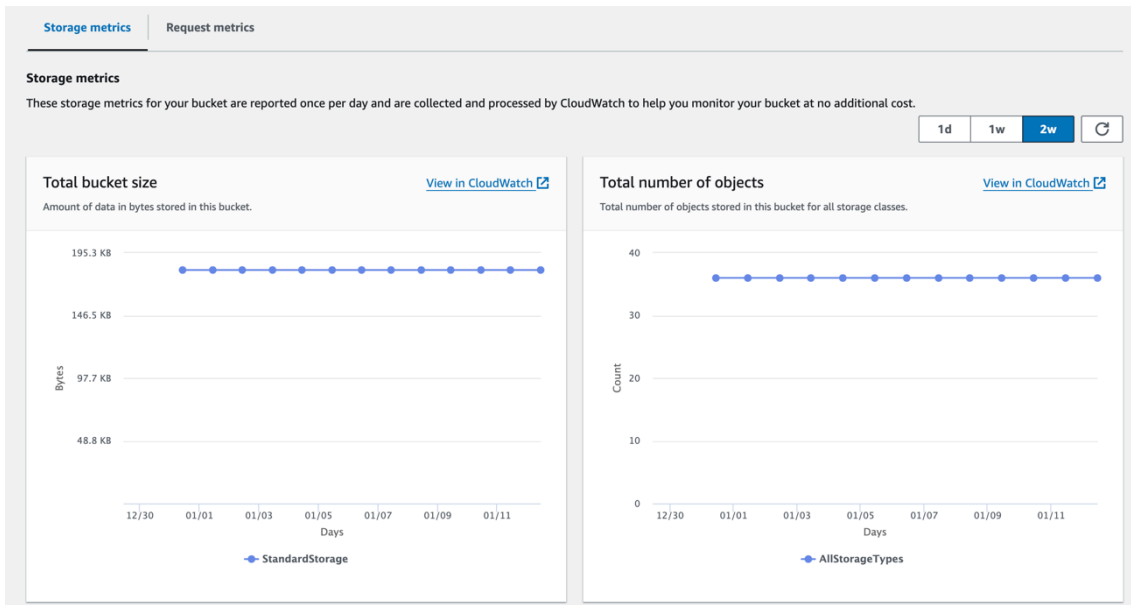 Storage metrics
Request metrics
Storage metrics
These storage metrics for your bucket are reported once per day and are collected and processed by CloudWatch to help you monitor your bucket at no additional cost.
1d
1w
2w
Total bucket size
View in CloudWatch
Amount of data in bytes stored in this bucket.
195.3 KB
146.5 KB
97.7 KB
48.8 KB
Bytes
12/30 01/01 01/03 01/05 01/07 01/09 01/11
Days
StandardStorage
Total number of objects
View in CloudWatch
Total number of objects stored in this bucket for all storage classes.
40
30
20
10
0
Count
12/30 01/01 01/03 01/05 01/07 01/09 01/11
Days
AllStorageTypes